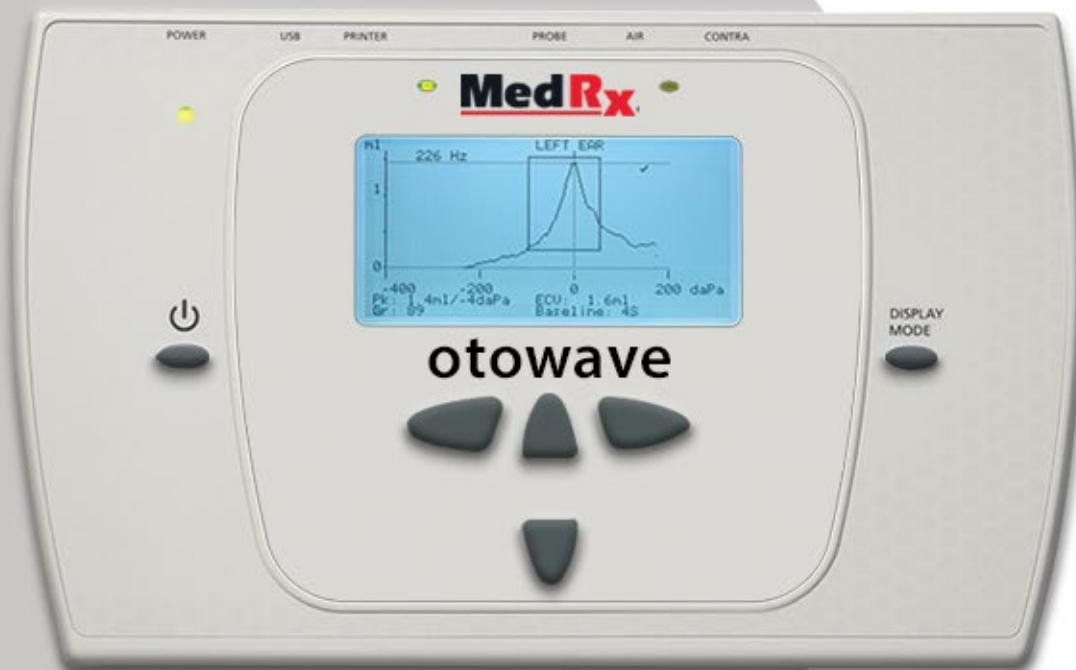 POWER USB PRINTER PROBE AIR CONTRA
MedRx
ml LEFT EAR
226 Hz
1
0
-400 -200 0 200 daPa
Pk: 1.4ml/-4daPa ECV: 1.6ml
Gr: 89 Baseline: 4S
otowave
DISPLAY
MODE